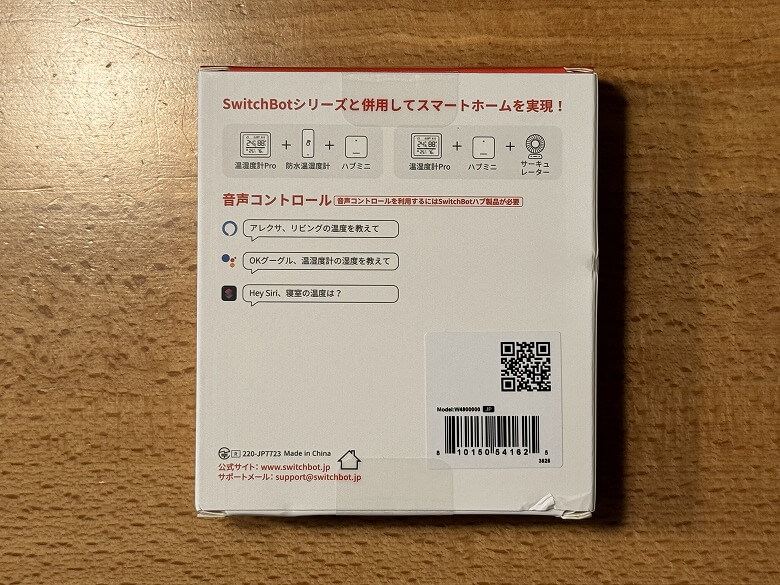 SwitchBotシリーズと併用してスマートホームを実現！
温湿度計Pro + 防水温湿度計 + ハブミニ
温湿度計Pro + ハブミニ + サーキュレーター
音声コントロール 音声コントロールを利用するにはSwitchBotハブ製品が必要
アレクサ、リビングの温度を教えて
OKグーグル、温湿度計の湿度を教えて
Hey Siri、寝室の温度は？
Model:W4900000 JP
8 10150 54162 5
3828
220-JP7723 Made in China
公式サイト：www.switchbot.jp
サポートメール：support@switchbot.jp